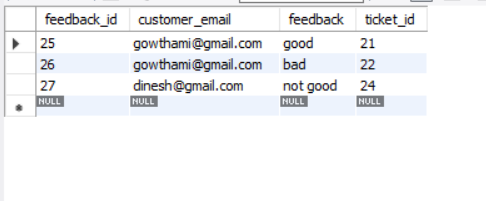 feedback_id customer_email feedback ticket_id
25 gowthami@gmail.com good 21
26 gowthami@gmail.com bad 22
27 dinesh@gmail.com not good 24
NULL NULL NULL NULL